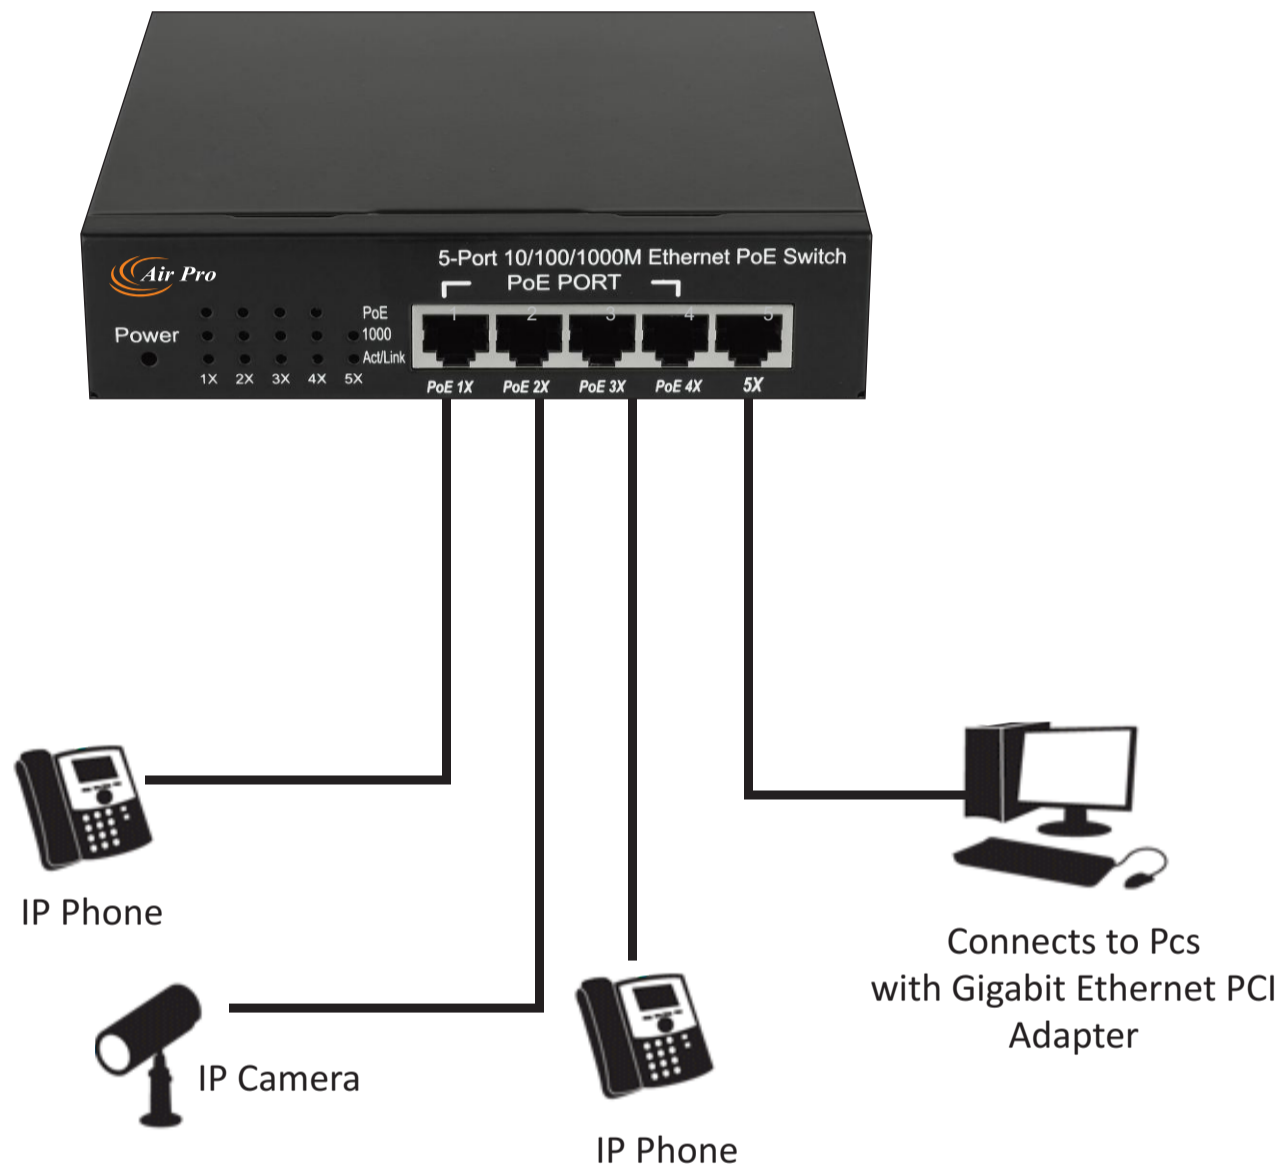 5-Port 10/100/1000M Ethernet PoE Switch
Air Pro
PoE PORT
1 2 3 4 5
PoE
Power
1000
Act/Link
1X 2X 3X 4X 5X
PoE 1X PoE 2X PoE 3X PoE 4X 5X
IP Phone
Connects to Pcs
with Gigabit Ethernet PCI
Adapter
IP Camera
IP Phone